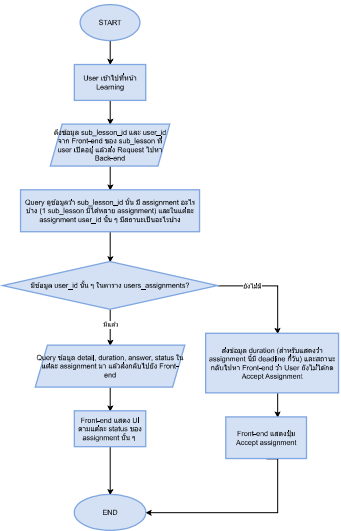 START
User เข้าไปที่หน้า
Learning
ดึงข้อมูล sub_lesson_id และ user_id
จาก Front-end ของ sub_lesson ที่
user เปิดอยู่ แล้วส่ง Request ไปหา
Back-end
Query ดูข้อมูลว่า sub_lesson_id นั้น มี assignment อะไร
บ้าง (1 sub_lesson มีได้หลาย assignment) และในแต่ละ
assignment user_id นั้น ๆ มีสถานะเป็นอะไรบ้าง
มีข้อมูล user_id นั้น ๆ ในตาราง users_assignments?
ยังไม่มี
มีแล้ว
Query ข้อมูล detail, duration, answer, status ใน
แต่ละ assignment มา แล้วส่งกลับไปยัง Front-
end
ส่งข้อมูล duration (สำหรับแสดงว่า
assignment นี้มี deadline กี่วัน) และสถานะ
กลับไปหา Front-end ว่า User ยังไม่ได้กด
Accept Assignment
Front-end แสดง UI
ตามแต่ละ status ของ
assignment นั้น ๆ
Front-end แสดงปุ่ม
Accept assignment
END